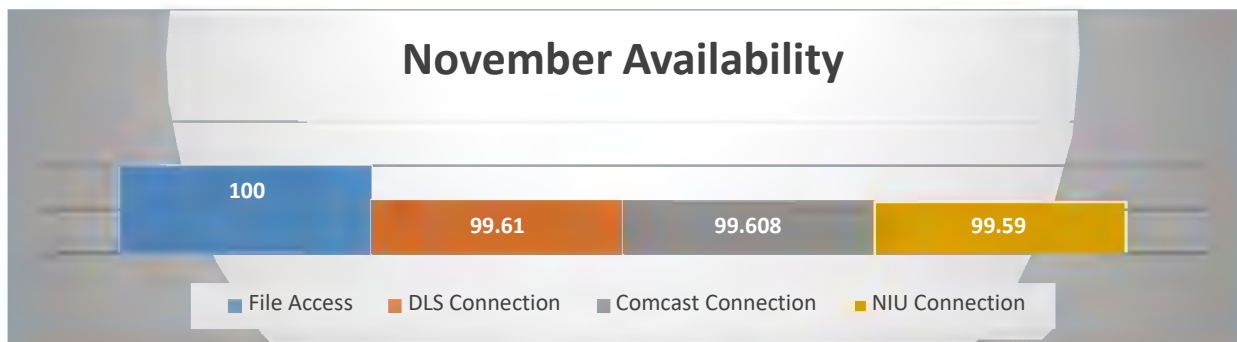 November Availability
100
99.61
99.608
99.59
File Access
DLS Connection
Comcast Connection
NIU Connection